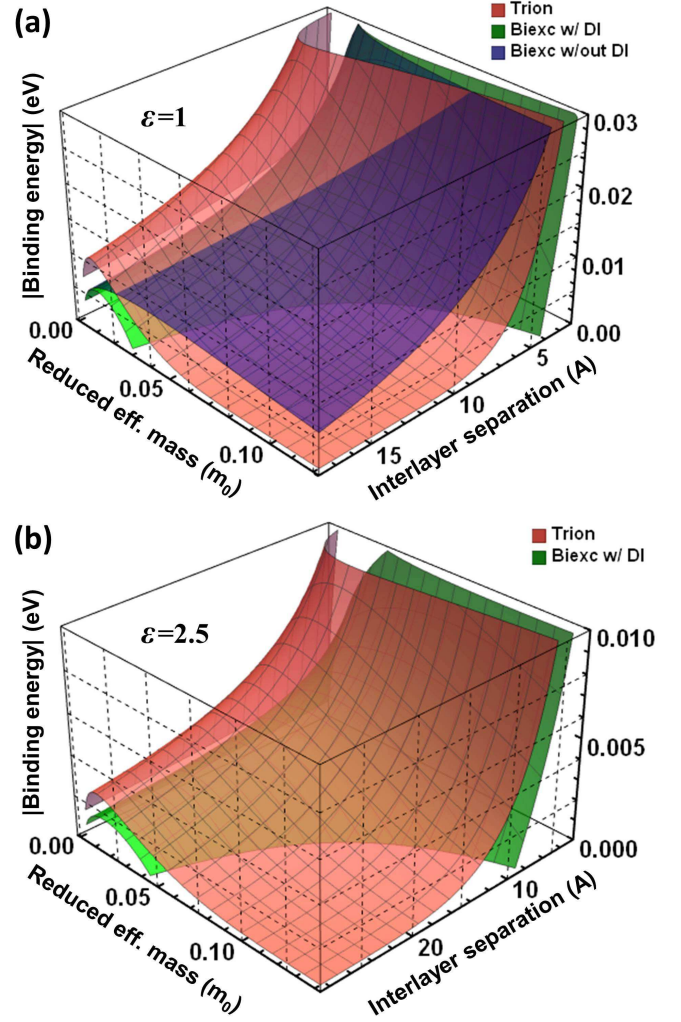 (a)
Trion
Biexc w/ DI
Biexc w/out DI
ε=1
|Binding energy| (eV)
0.03
0.02
0.01
0.00
0.00
0.05
0.10
Reduced eff. mass (m0)
5
10
15
Interlayer separation (A)
(b)
Trion
Biexc w/ DI
ε=2.5
|Binding energy| (eV)
0.010
0.005
0.000
0.00
0.05
0.10
Reduced eff. mass (m0)
10
20
Interlayer separation (A)